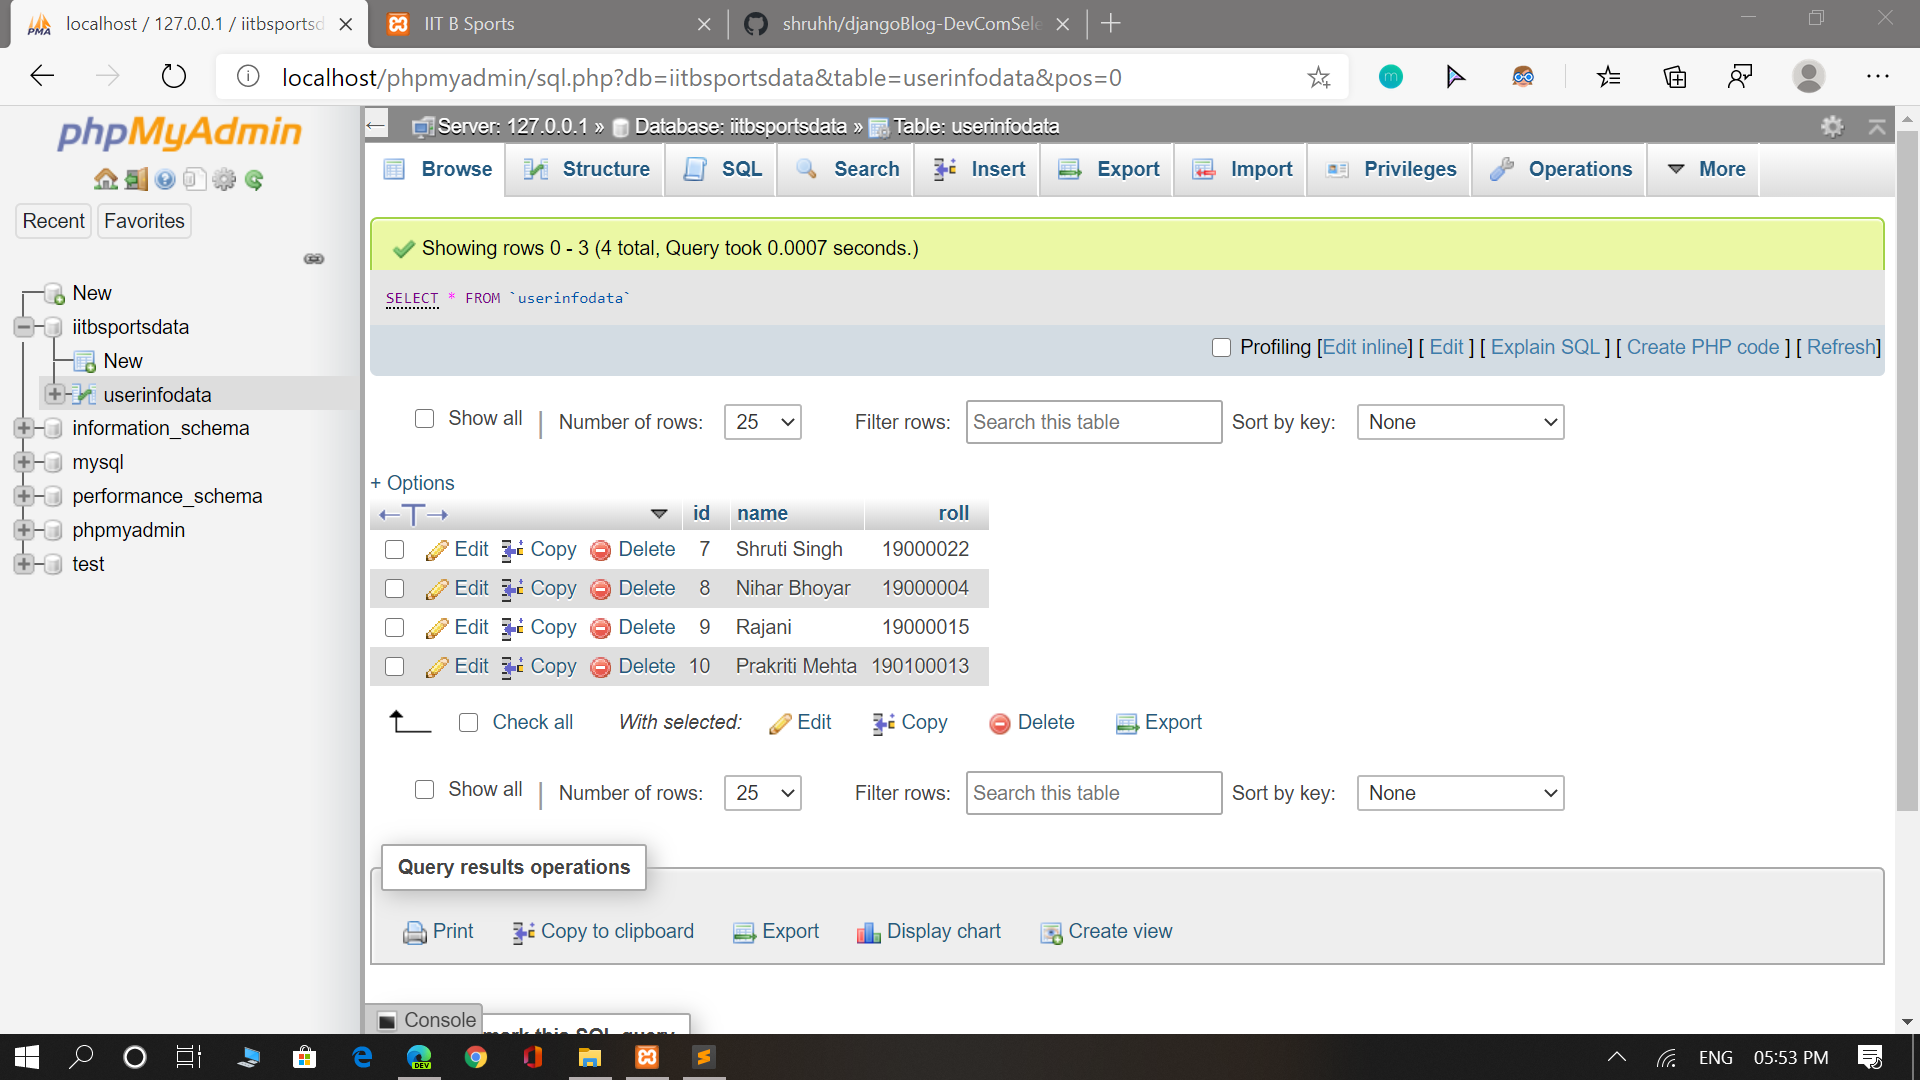 localhost / 127.0.0.1 / iitbsportsd
IIT B Sports
shruhh/djangoBlog-DevComSele
localhost/phpmyadmin/sql.php?db=iitbsportsdata&table=userinfodata&pos=0
phpMyAdmin
Recent Favorites
New
iitbsportsdata
New
userinfodata
information_schema
mysql
performance_schema
phpmyadmin
test
Server: 127.0.0.1 » Database: iitbsportsdata » Table: userinfodata
Browse Structure SQL Search Insert Export Import Privileges Operations More
Showing rows 0 - 3 (4 total, Query took 0.0007 seconds.)
SELECT * FROM `userinfodata`
Profiling [Edit inline] [ Edit ] [ Explain SQL ] [ Create PHP code ] [ Refresh]
Show all | Number of rows: 25 Filter rows: Search this table Sort by key: None
+ Options
←T→ id name roll
Edit Copy Delete 7 Shruti Singh 19000022
Edit Copy Delete 8 Nihar Bhoyar 19000004
Edit Copy Delete 9 Rajani 19000015
Edit Copy Delete 10 Prakriti Mehta 190100013
Check all With selected: Edit Copy Delete Export
Show all | Number of rows: 25 Filter rows: Search this table Sort by key: None
Query results operations
Print Copy to clipboard Export Display chart Create view
Console
mark this SQL query
ENG 05:53 PM